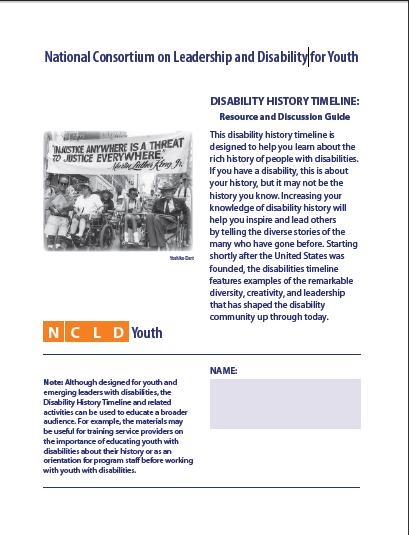 National Consortium on Leadership and Disability for Youth
DISABILITY HISTORY TIMELINE:
Resource and Discussion Guide
This disability history timeline is
designed to help you learn about the
rich history of people with disabilities.
If you have a disability, this is about
your history, but it may not be the
history you know. Increasing your
knowledge of disability history will
help you inspire and lead others
by telling the diverse stories of the
many who have gone before. Starting
shortly after the United States was
founded, the disabilities timeline
features examples of the remarkable
diversity, creativity, and leadership
that has shaped the disability
community up through today.
"INJUSTICE ANYWHERE IS A THREAT
TO JUSTICE EVERYWHERE."
Martin Luther King, Jr.
NCLD Youth
Note: Although designed for youth and
emerging leaders with disabilities, the
Disability History Timeline and related
activities can be used to educate a broader
audience. For example, the materials may
be useful for training service providers on
the importance of educating youth with
disabilities about their history or as an
orientation for program staff before working
with youth with disabilities.
NAME: